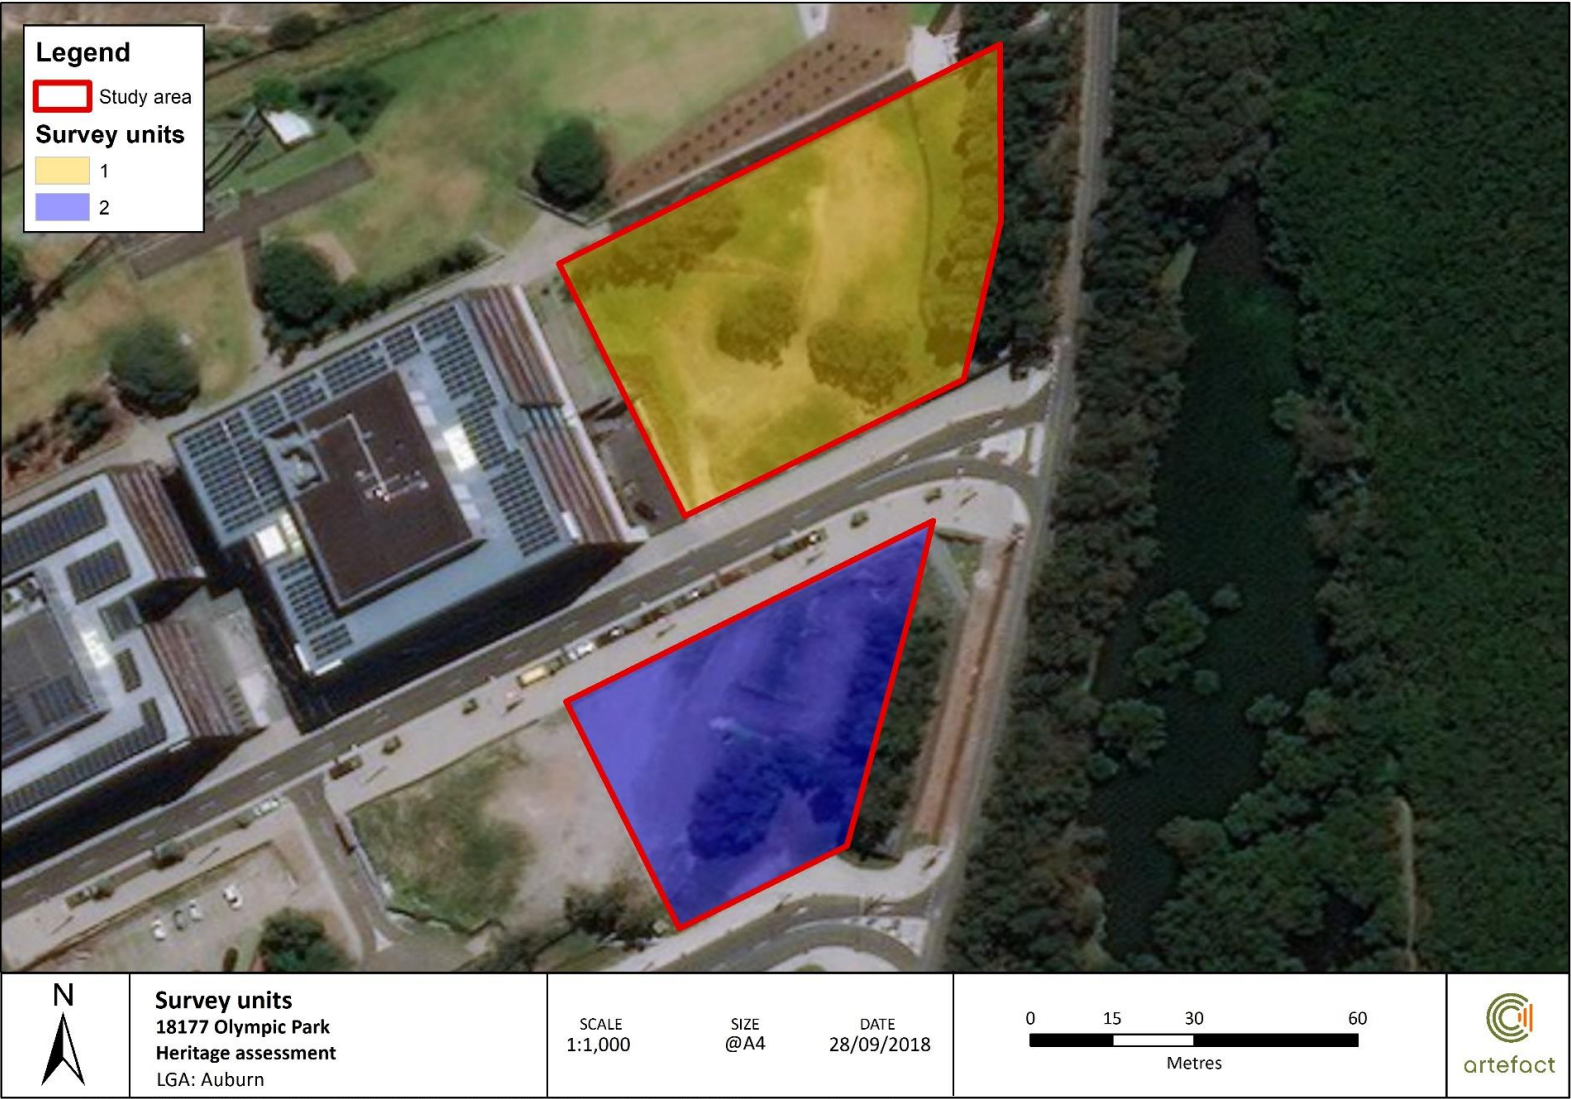 Legend
Study area
Survey units
1
2
N
Survey units
18177 Olympic Park
Heritage assessment
LGA: Auburn
SCALE
1:1,000
SIZE
@A4
DATE
28/09/2018
0 15 30 60
Metres
artefact